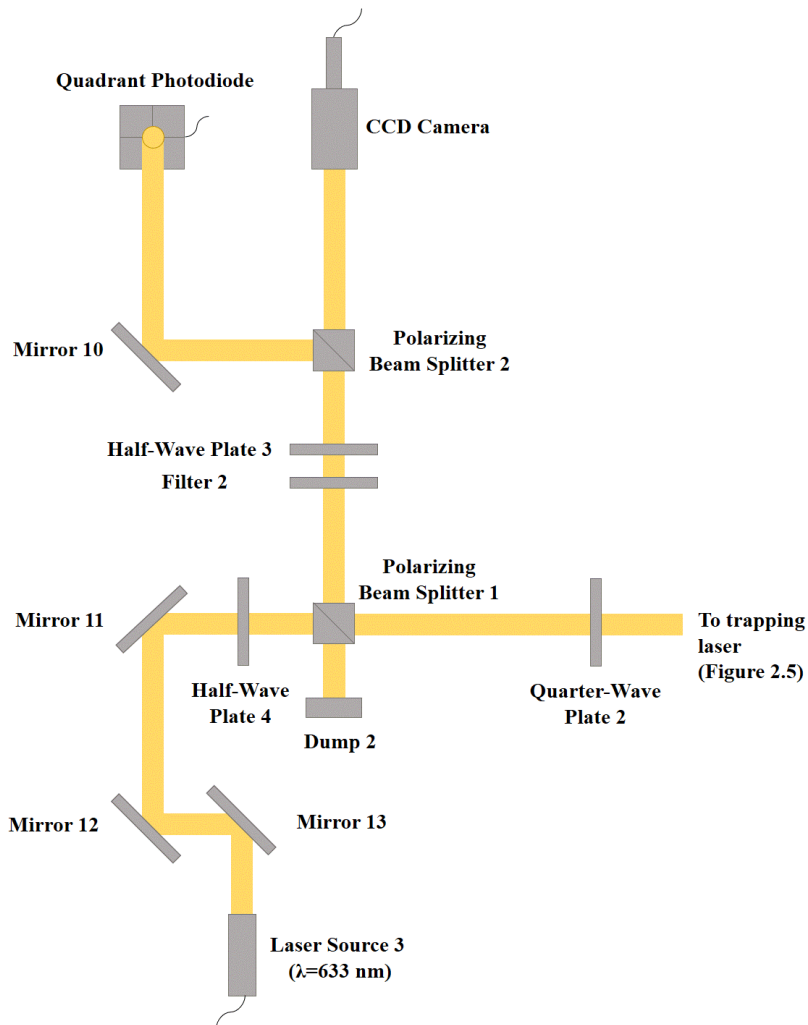 Quadrant Photodiode
CCD Camera
Mirror 10
Polarizing
Beam Splitter 2
Half-Wave Plate 3
Filter 2
Polarizing
Beam Splitter 1
Mirror 11
To trapping
laser
(Figure 2.5)
Half-Wave
Plate 4
Quarter-Wave
Plate 2
Dump 2
Mirror 12
Mirror 13
Laser Source 3
(λ=633 nm)